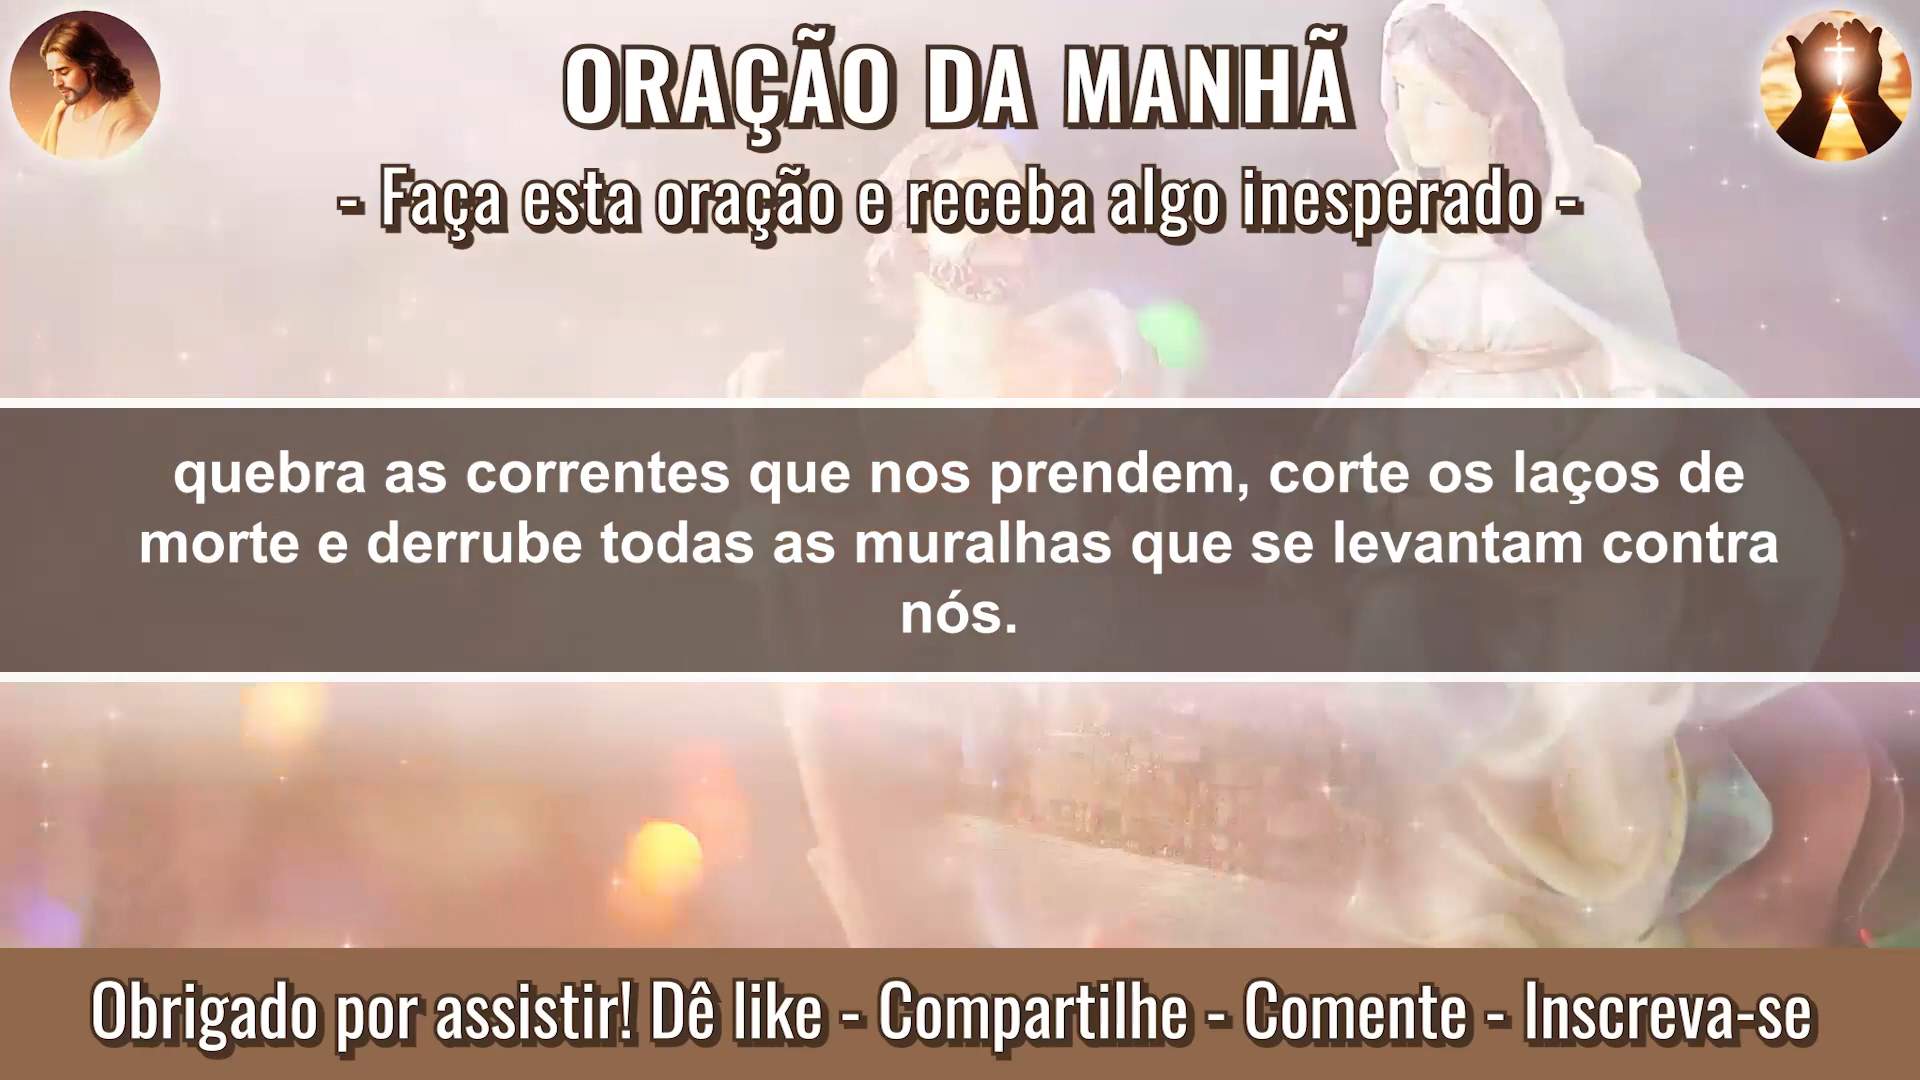 ORAÇÃO DA MANHÃ
- Faça esta oração e receba algo inesperado -
quebra as correntes que nos prendem, corte os laços de
morte e derrube todas as muralhas que se levantam contra
nós.
Obrigado por assistir! Dê like - Compartilhe - Comente - Inscreva-se